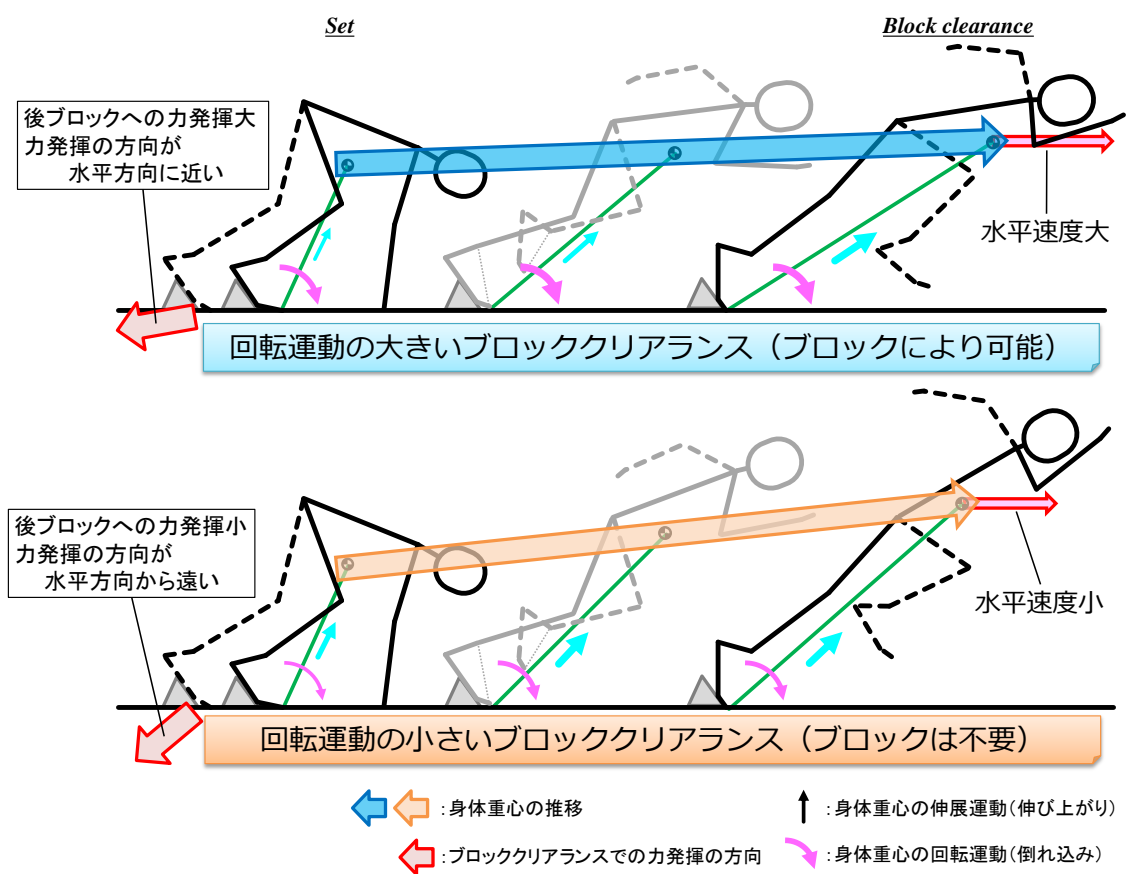 Set
Block clearance
後ブロックへの力発揮大
力発揮の方向が
水平方向に近い
水平速度大
回転運動の大きいブロッククリアランス（ブロックにより可能）
後ブロックへの力発揮小
力発揮の方向が
水平方向から遠い
水平速度小
回転運動の小さいブロッククリアランス（ブロックは不要）
：身体重心の推移
：身体重心の伸展運動（伸び上がり）
：ブロッククリアランスでの力発揮の方向
：身体重心の回転運動（倒れ込み）